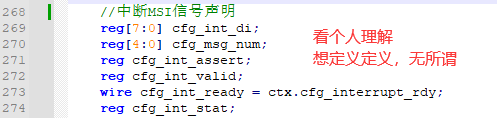 268 //中断MSI信号声明
269 reg[7:0] cfg_int_di;
270 reg[4:0] cfg_msg_num;
271 reg cfg_int_assert;
272 reg cfg_int_valid;
273 wire cfg_int_ready = ctx.cfg_interrupt_rdy;
274 reg cfg_int_stat;
看个人理解
想定义定义，无所谓